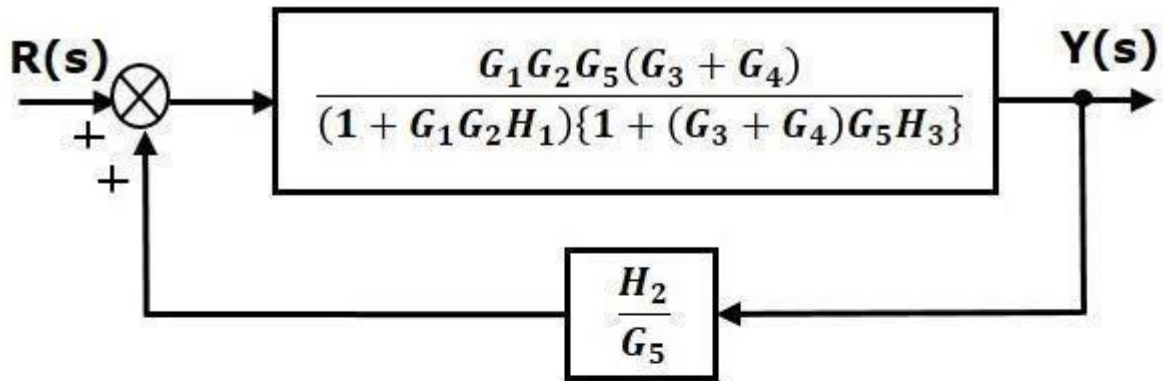 R(s)
G₁G₂G₅(G₃ + G₄)
(1 + G₁G₂H₁){1 + (G₃ + G₄)G₅H₃}
Y(s)
+
+
H₂
G₅